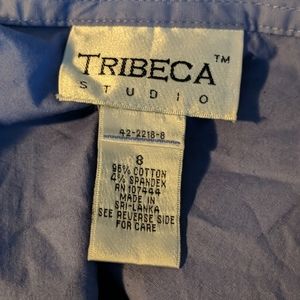 TRIBECA™
STUDIO
42-2218-8
8
96% COTTON
4% SPANDEX
RN 107444
MADE IN
SRI-LANKA
SEE REVERSE SIDE
FOR CARE